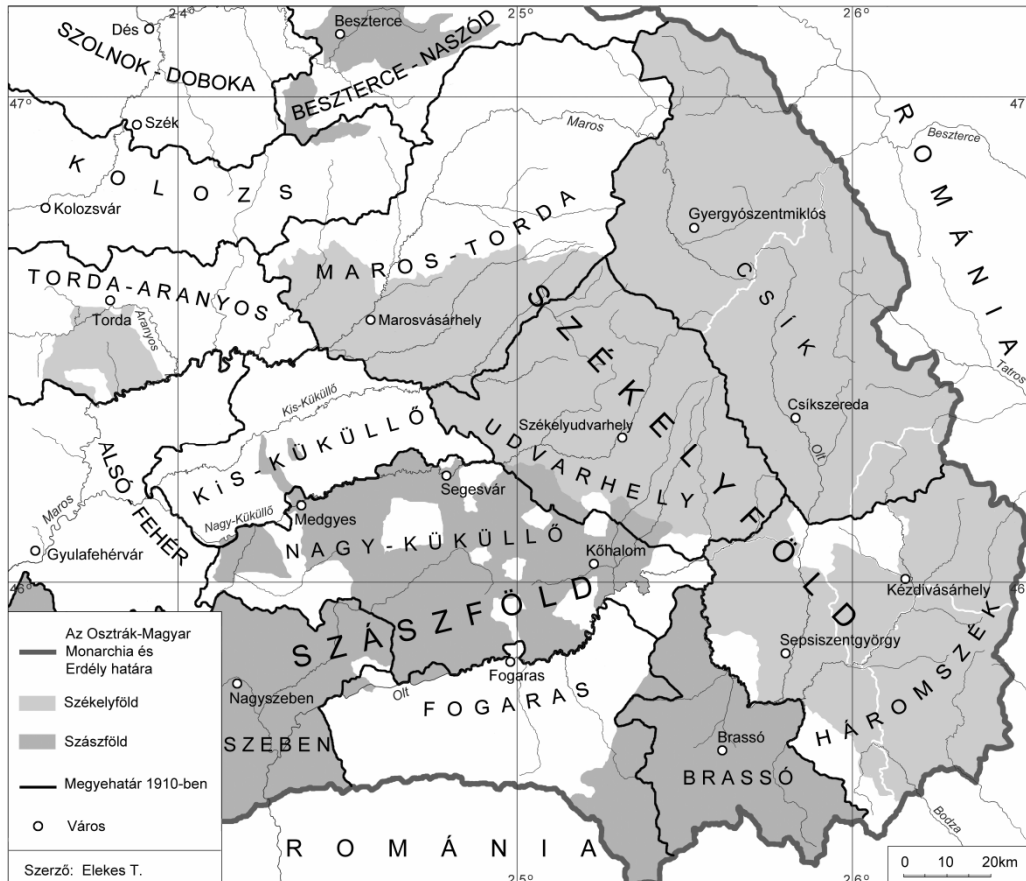 24°
25°
26°
Dés
Beszterce
SZOLNOK - DOBOKA
BESZTERCE - NASZÓD
47°
47
Szék
Maros
Beszterce
ROMÁNIA
KOLOZS
Kolozsvár
Gyergyószentmiklós
MAROS-TORDA
CSÍK
TORDA-ARANYOS
Torda
Aranyos
Marosvásárhely
SZÉKELYFÖLD
Tatros
Kis-Küküllő
Csíkszereda
Székelyudvarhely
UDVARHELY
Olt
KiS-KÜKÜLLŐ
ALSÓ-FEHÉR
Segesvár
Maros
Nagy-Küküllő
Medgyes
NAGY-KÜKÜLLŐ
Gyulafehérvár
Kőhalom
46°
46
Kézdivásárhely
SZÁSZFÖLD
Sepsiszentgyörgy
HÁROMSZÉK
Fogaras
Olt
Nagyszeben
FOGARAS
SZEBEN
Brassó
BRASSÓ
Bodza
ROMÁNIA
Az Osztrák-Magyar
Monarchia és
Erdély határa
Székelyföld
Szászföld
Megyehatár 1910-ben
Város
Szerző: Elekes T.
25°
26°
0 10 20km